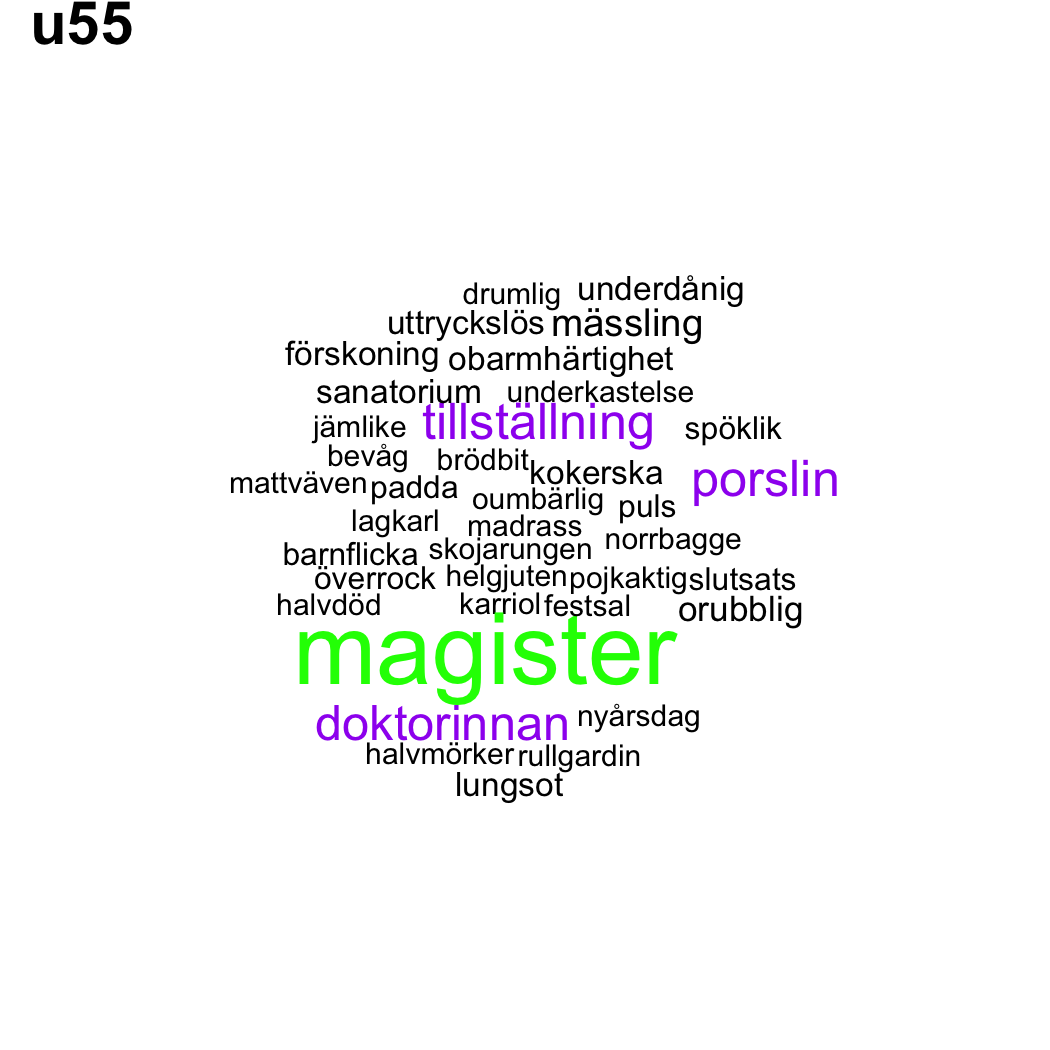 u55
drumlig underdånig
uttryckslös mässling
förskoning obarmhärtighet
sanatorium underkastelse
jämlike tillställning spöklik
bevåg brödbit kokerska porslin
mattväven padda oumbärlig puls
lagkarl madrass norrbagge
barnflicka skojarungen
överrock helgjuten pojkaktig slutsats
halvdöd karriol festsal orubblig
magister
doktorinnan nyårsdag
halvmörker rullgardin
lungsot